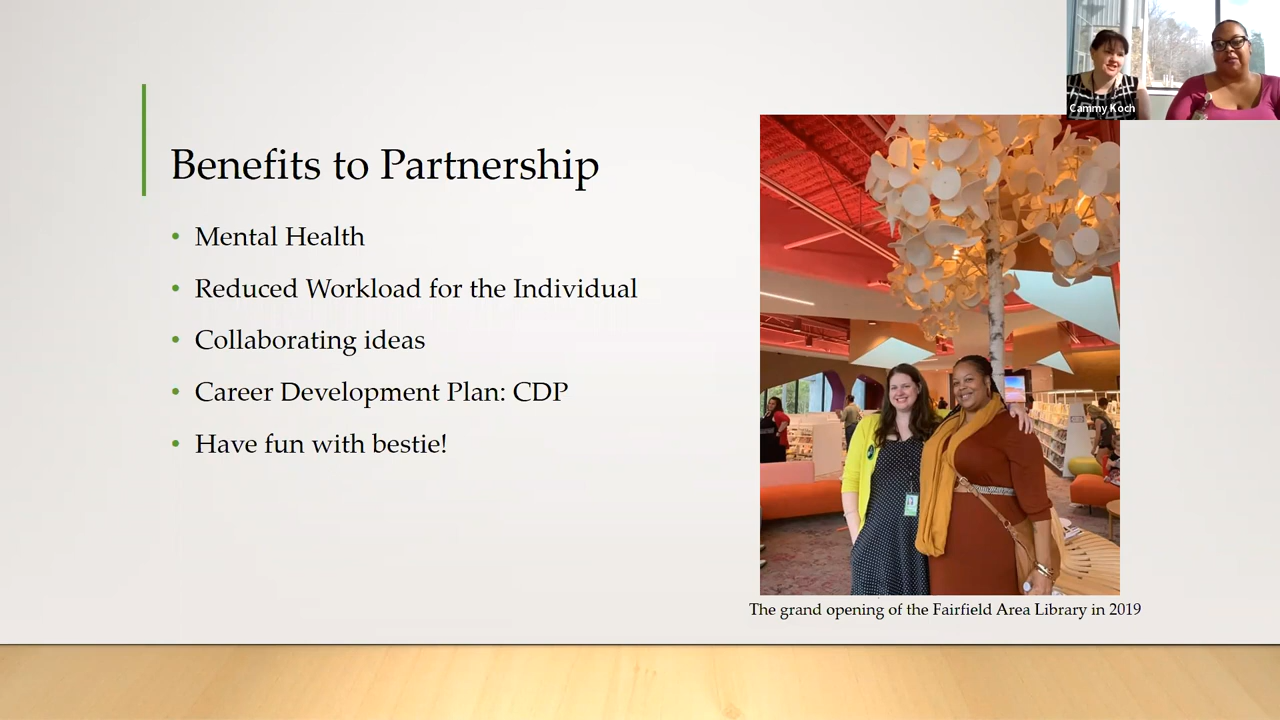 Cammy Koch
Benefits to Partnership
• Mental Health
• Reduced Workload for the Individual
• Collaborating ideas
• Career Development Plan: CDP
• Have fun with bestie!
The grand opening of the Fairfield Area Library in 2019